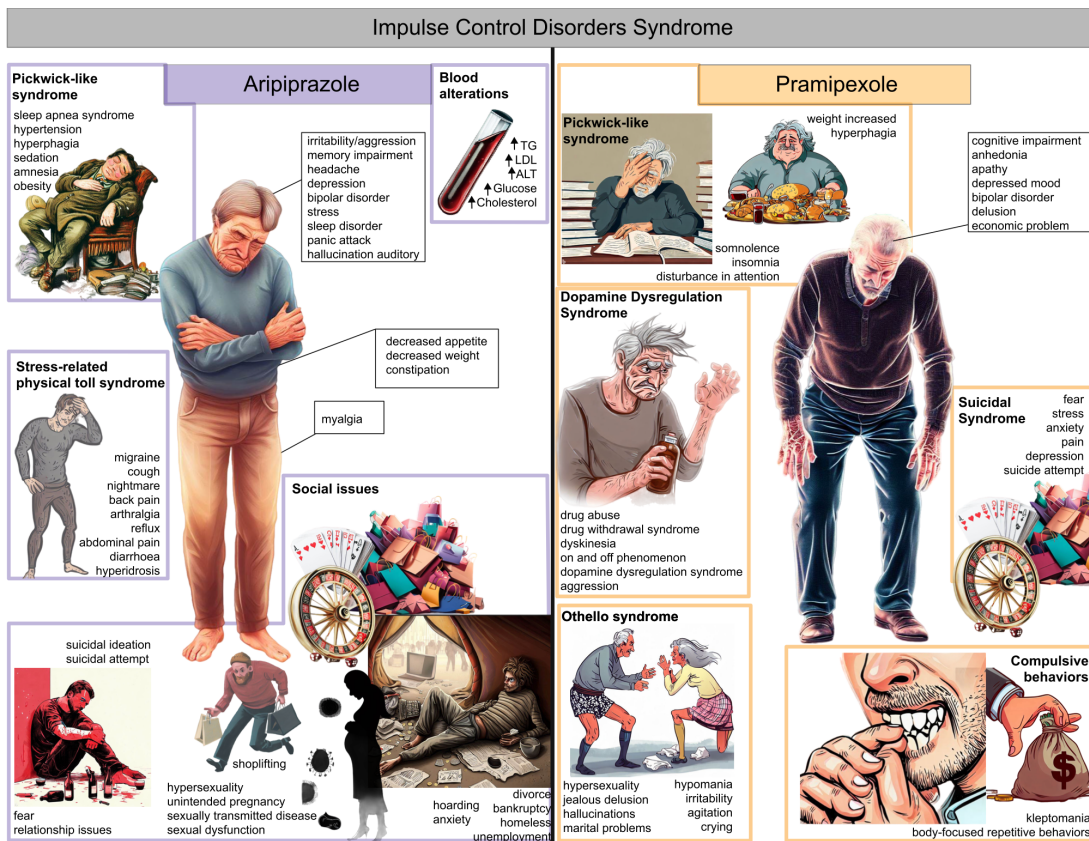 Impulse Control Disorders Syndrome
Aripiprazole
Pickwick-like
syndrome
sleep apnea syndrome
hypertension
hyperphagia
sedation
amnesia
obesity
irritability/aggression
memory impairment
headache
depression
bipolar disorder
stress
sleep disorder
panic attack
hallucination auditory
Blood
alterations
TG
LDL
ALT
Glucose
Cholesterol
decreased appetite
decreased weight
constipation
myalgia
Stress-related
physical toll syndrome
migraine
cough
nightmare
back pain
arthralgia
reflux
abdominal pain
diarrhoea
hyperidrosis
Social issues
suicidal ideation
suicidal attempt
fear
relationship issues
shoplifting
hypersexuality
unintended pregnancy
sexually transmitted disease
sexual dysfunction
hoarding
anxiety
divorce
bankruptcy
homeless
unemployment
Pramipexole
Pickwick-like
syndrome
weight increased
hyperphagia
somnolence
insomnia
disturbance in attention
cognitive impairment
anhedonia
apathy
depressed mood
bipolar disorder
delusion
economic problem
Dopamine Dysregulation
Syndrome
drug abuse
drug withdrawal syndrome
dyskinesia
on and off phenomenon
dopamine dysregulation syndrome
aggression
Suicidal
Syndrome
fear
stress
anxiety
pain
depression
suicide attempt
Othello syndrome
hypersexuality
jealous delusion
hallucinations
marital problems
hypomania
irritability
agitation
crying
Compulsive
behaviors
$
kleptomania
body-focused repetitive behaviors